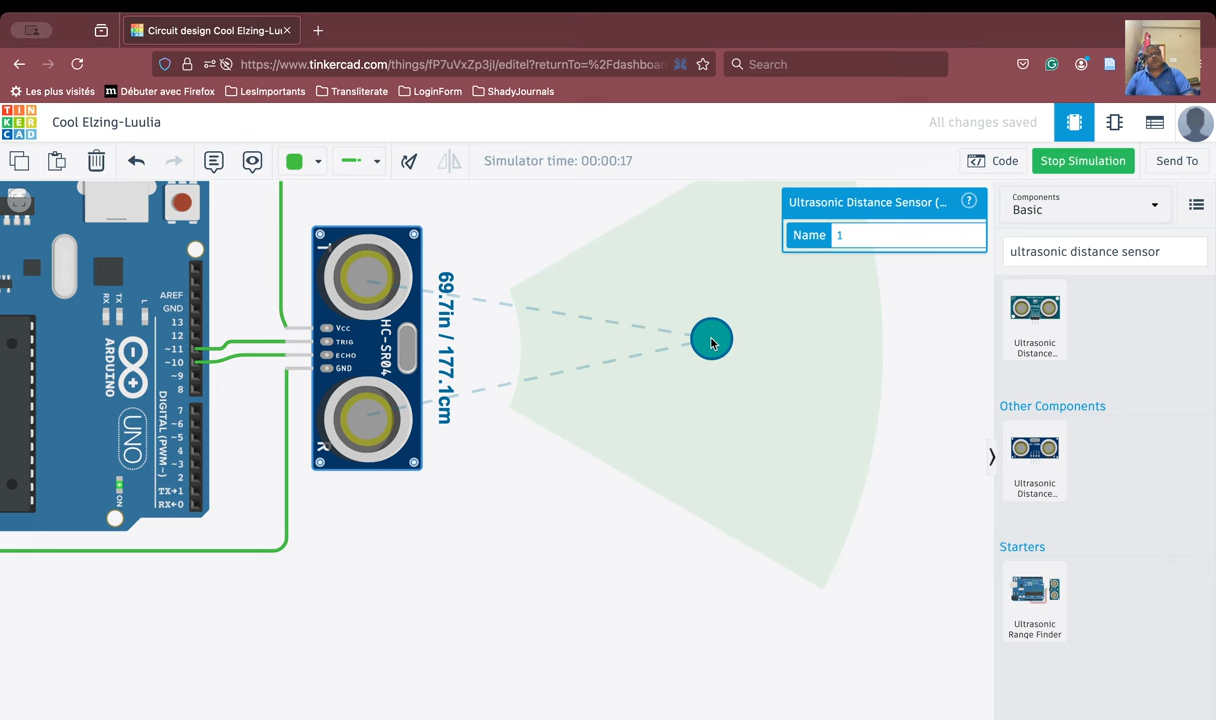 Circuit design Cool Elzing-Lu
https://www.tinkercad.com/things/fP7uVxZp3jI/editel?returnTo=%2Fdashboar
Search
Les plus visités
Débuter avec Firefox
LesImportants
Transliterate
LoginForm
ShadyJournals
TIN
KER
CAD
Cool Elzing-Luulia
All changes saved
Simulator time: 00:00:17
Code
Stop Simulation
Send To
Ultrasonic Distance Sensor (...
Name 1
Components
Basic
ultrasonic distance sensor
Ultrasonic
Distance...
Other Components
Ultrasonic
Distance...
Starters
Ultrasonic
Range Finder
AREF
GND
13
12
~11
~10
~9
8
7
~6
~5
4
~3
2
TX→1
RX←0
DIGITAL (PWM~)
RX
TX
L
ARDUINO
UNO
ON
T
Vcc
TRIG
ECHO
GND
HC-SR04
R
69.7in / 177.1cm